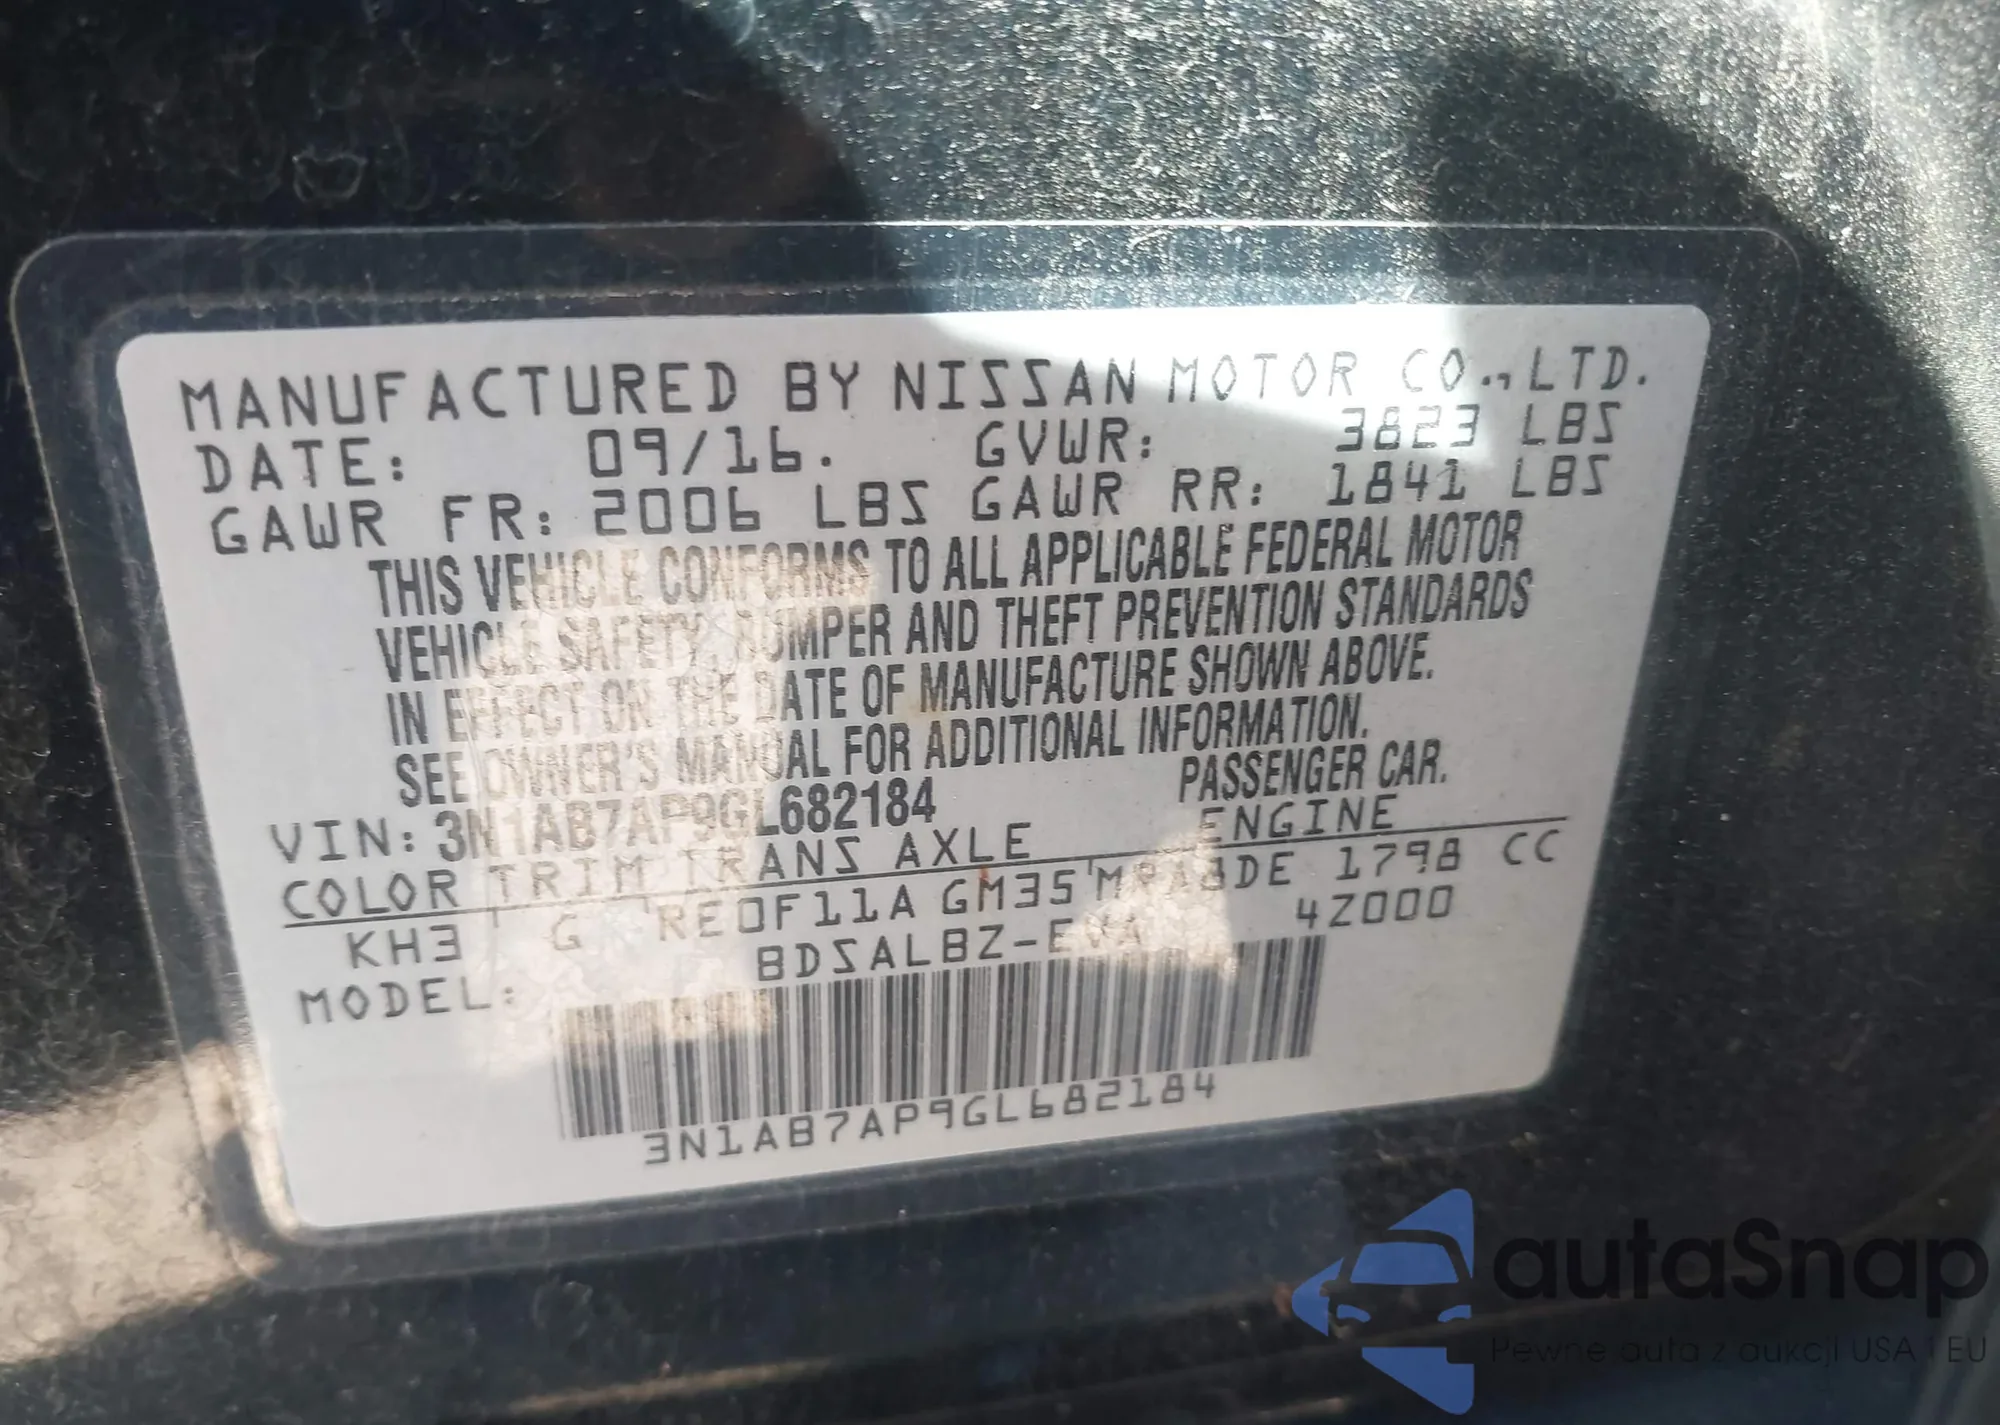 MANUFACTURED BY NISSAN MOTOR CO., LTD.
DATE: 09/16. GVWR: 3823 LBS
GAWR FR: 2006 LBS GAWR RR: 1841 LBS
THIS VEHICLE CONFORMS TO ALL APPLICABLE FEDERAL MOTOR
VEHICLE SAFETY, BUMPER AND THEFT PREVENTION STANDARDS
IN EFFECT ON THE DATE OF MANUFACTURE SHOWN ABOVE.
SEE OWNER'S MANUAL FOR ADDITIONAL INFORMATION.
VIN: 3N1AB7AP9GL682184 PASSENGER CAR.
COLOR TRIM TRANS AXLE ENGINE
KH3 G RE0F11A GM35 MRA8DE 1798 CC
MODEL: BDSALBZ-EVA 4Z000
3N1AB7AP9GL682184
autaSnap
Pewne auta z aukcji USA i EU